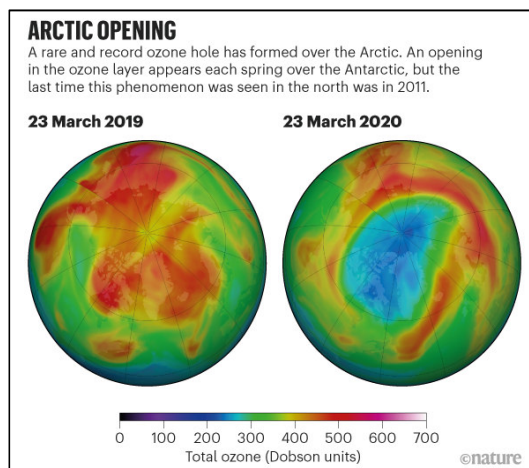 ARCTIC OPENING
A rare and record ozone hole has formed over the Arctic. An opening
in the ozone layer appears each spring over the Antarctic, but the
last time this phenomenon was seen in the north was in 2011.
23 March 2019 23 March 2020
0 100 200 300 400 500 600 700
Total ozone (Dobson units)
©nature